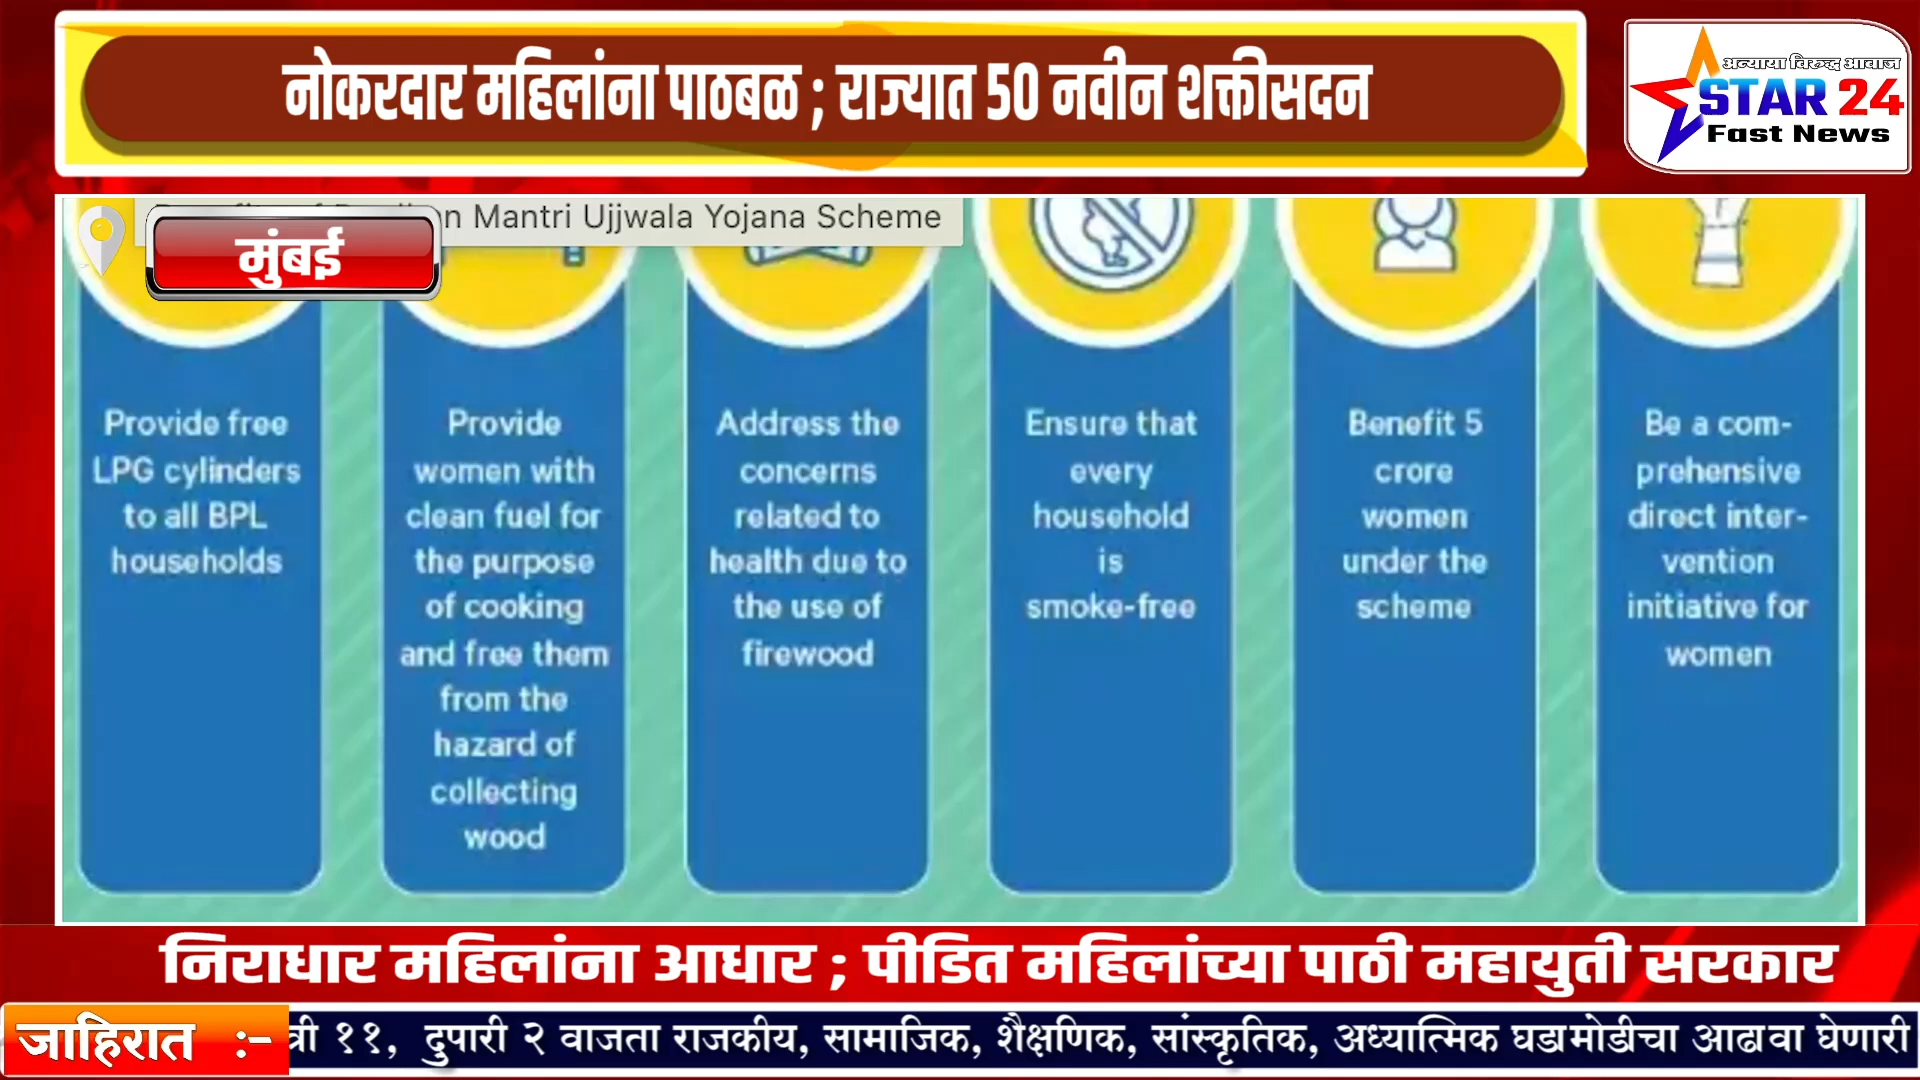 नोकरदार महिलांना पाठबळ ; राज्यात 50 नवीन शक्तीसदन
अन्याया विरुद्ध आवाज
STAR 24
Fast News
Mantri Ujjwala Yojana Scheme
मुंबई
Provide free
LPG cylinders
to all BPL
households
Provide
women with
clean fuel for
the purpose
of cooking
and free them
from the
hazard of
collecting
wood
Address the
concerns
related to
health due to
the use of
firewood
Ensure that
every
household
is
smoke-free
Benefit 5
crore
women
under the
scheme
Be a com-
prehensive
direct inter-
vention
initiative for
women
निराधार महिलांना आधार ; पीडित महिलांच्या पाठी महायुती सरकार
जाहिरात :- त्री ११, दुपारी २ वाजता राजकीय, सामाजिक, शैक्षणिक, सांस्कृतिक, अध्यात्मिक घडामोडीचा आढावा घेणारी